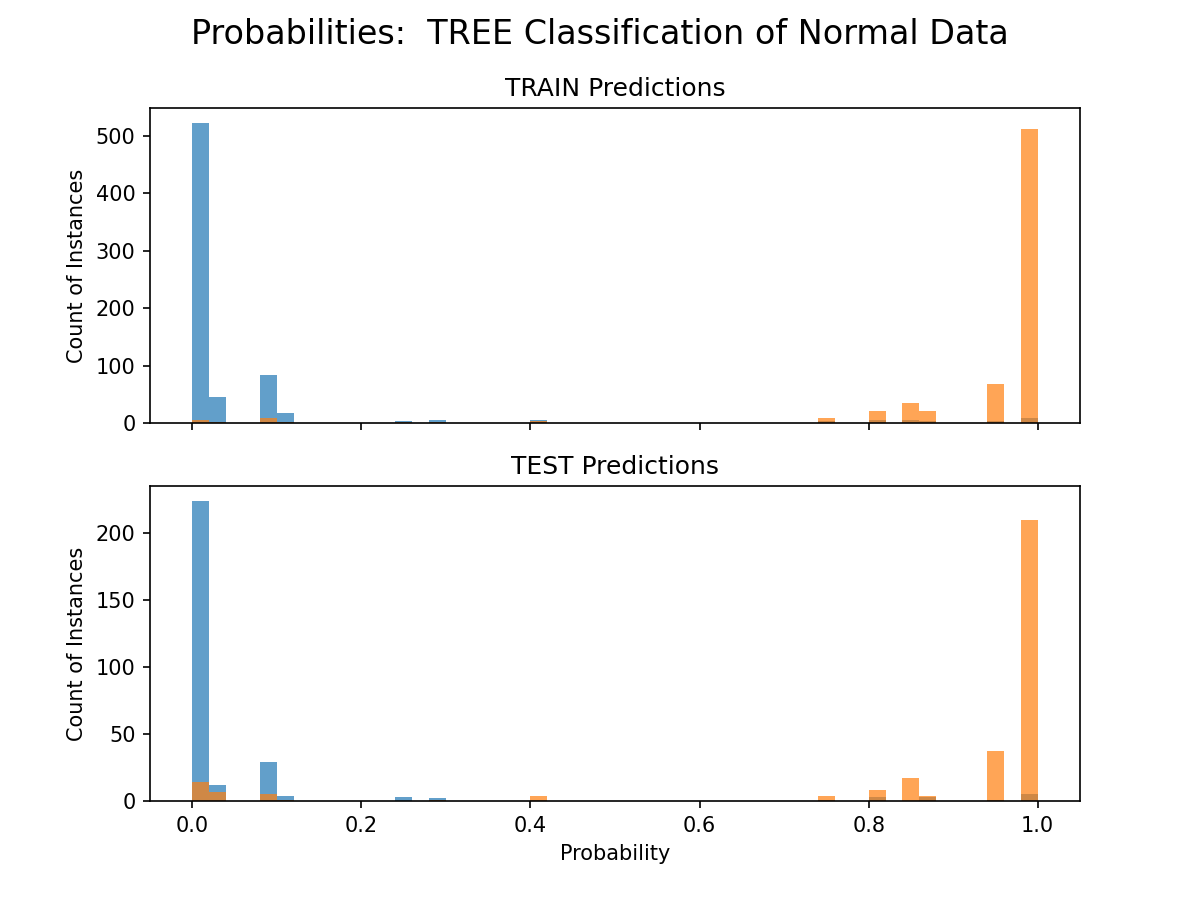 Probabilities:  TREE Classification of Normal Data
TRAIN Predictions
Count of Instances
500
400
300
200
100
0
TEST Predictions
Count of Instances
200
150
100
50
0
0.0 0.2 0.4 0.6 0.8 1.0
Probability